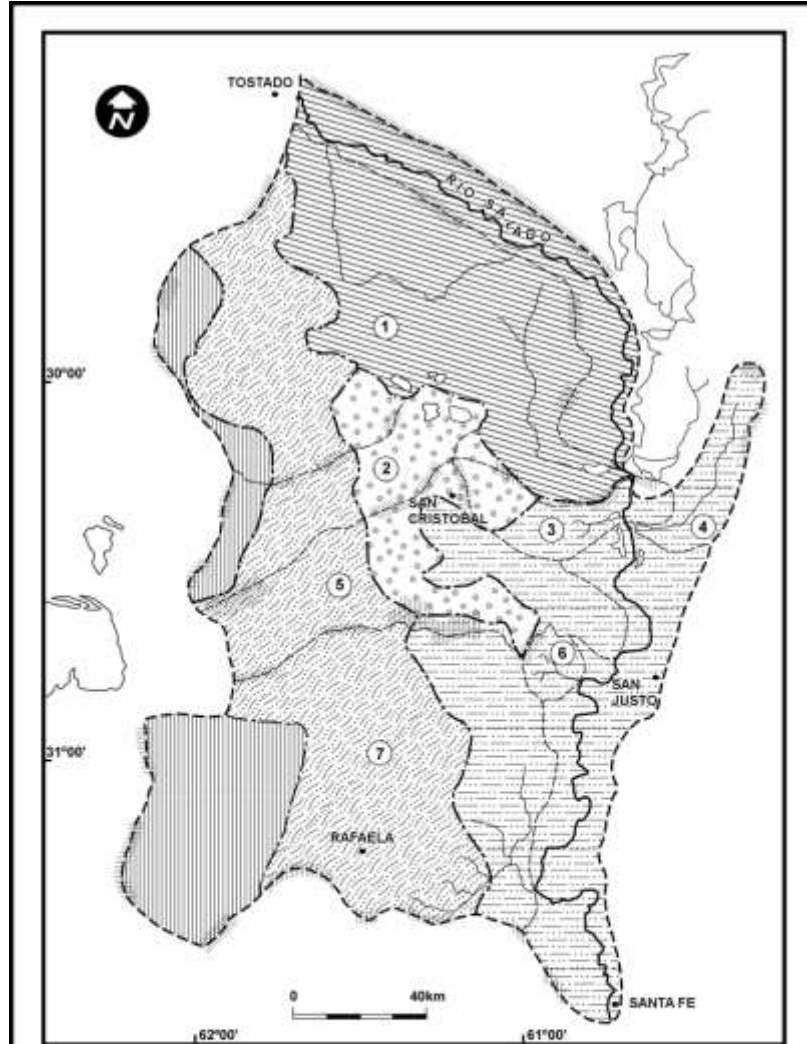 TOSTADO
N
RIO SALADO
1
30°00'
2
SAN
CRISTOBAL
3
4
5
6
SAN
JUSTO
31°00'
7
RAFAELA
0
40km
SANTA FE
62°00'
61°00'